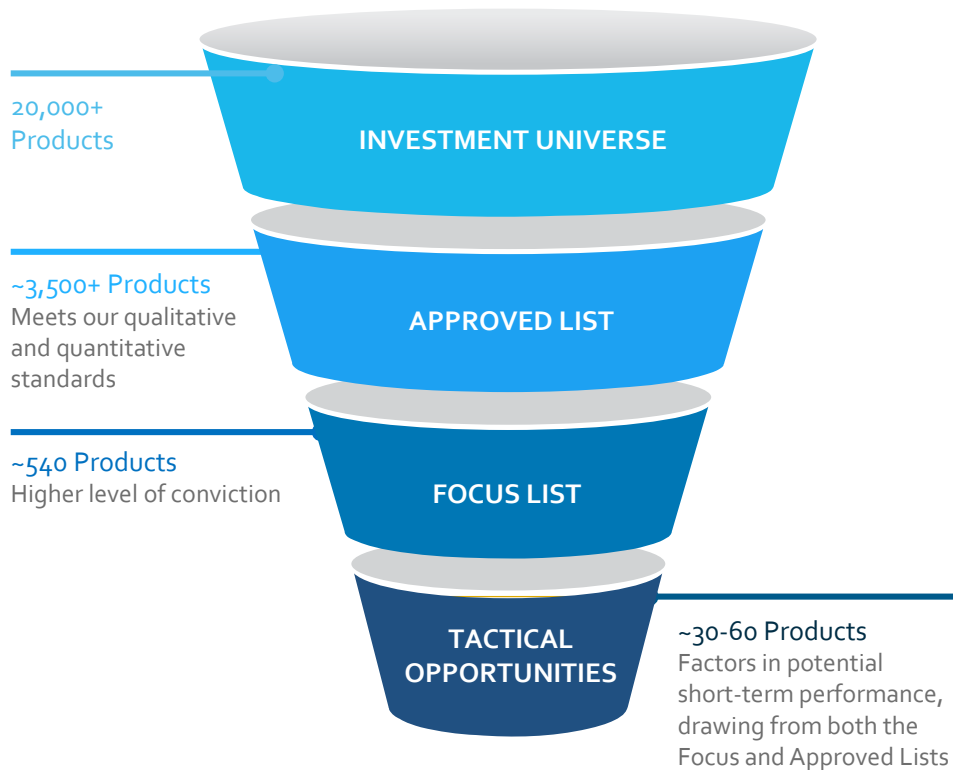 20,000+
Products
INVESTMENT UNIVERSE
~3,500+ Products
Meets our qualitative
and quantitative
standards
APPROVED LIST
~540 Products
Higher level of conviction
FOCUS LIST
TACTICAL
OPPORTUNITIES
~30-60 Products
Factors in potential
short-term performance,
drawing from both the
Focus and Approved Lists